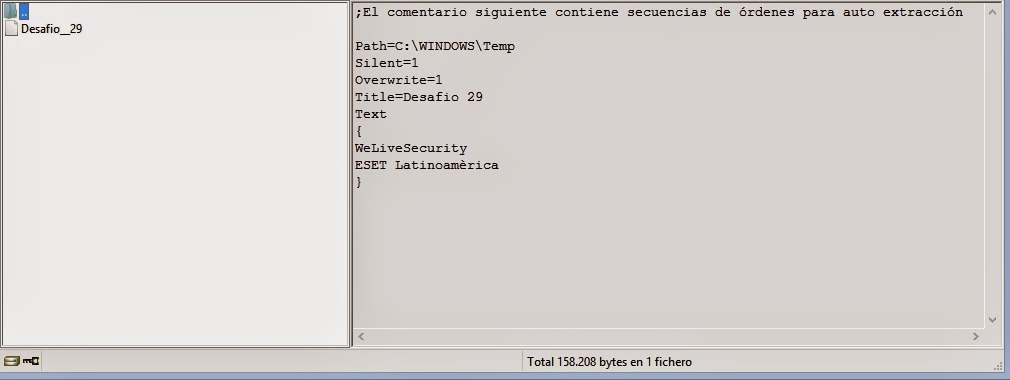 ..
Desafio__29
;El comentario siguiente contiene secuencias de órdenes para auto extracción
Path=C:\WINDOWS\Temp
Silent=1
Overwrite=1
Title=Desafio 29
Text
{
WeLiveSecurity
ESET Latinoamèrica
}
Total 158.208 bytes en 1 fichero